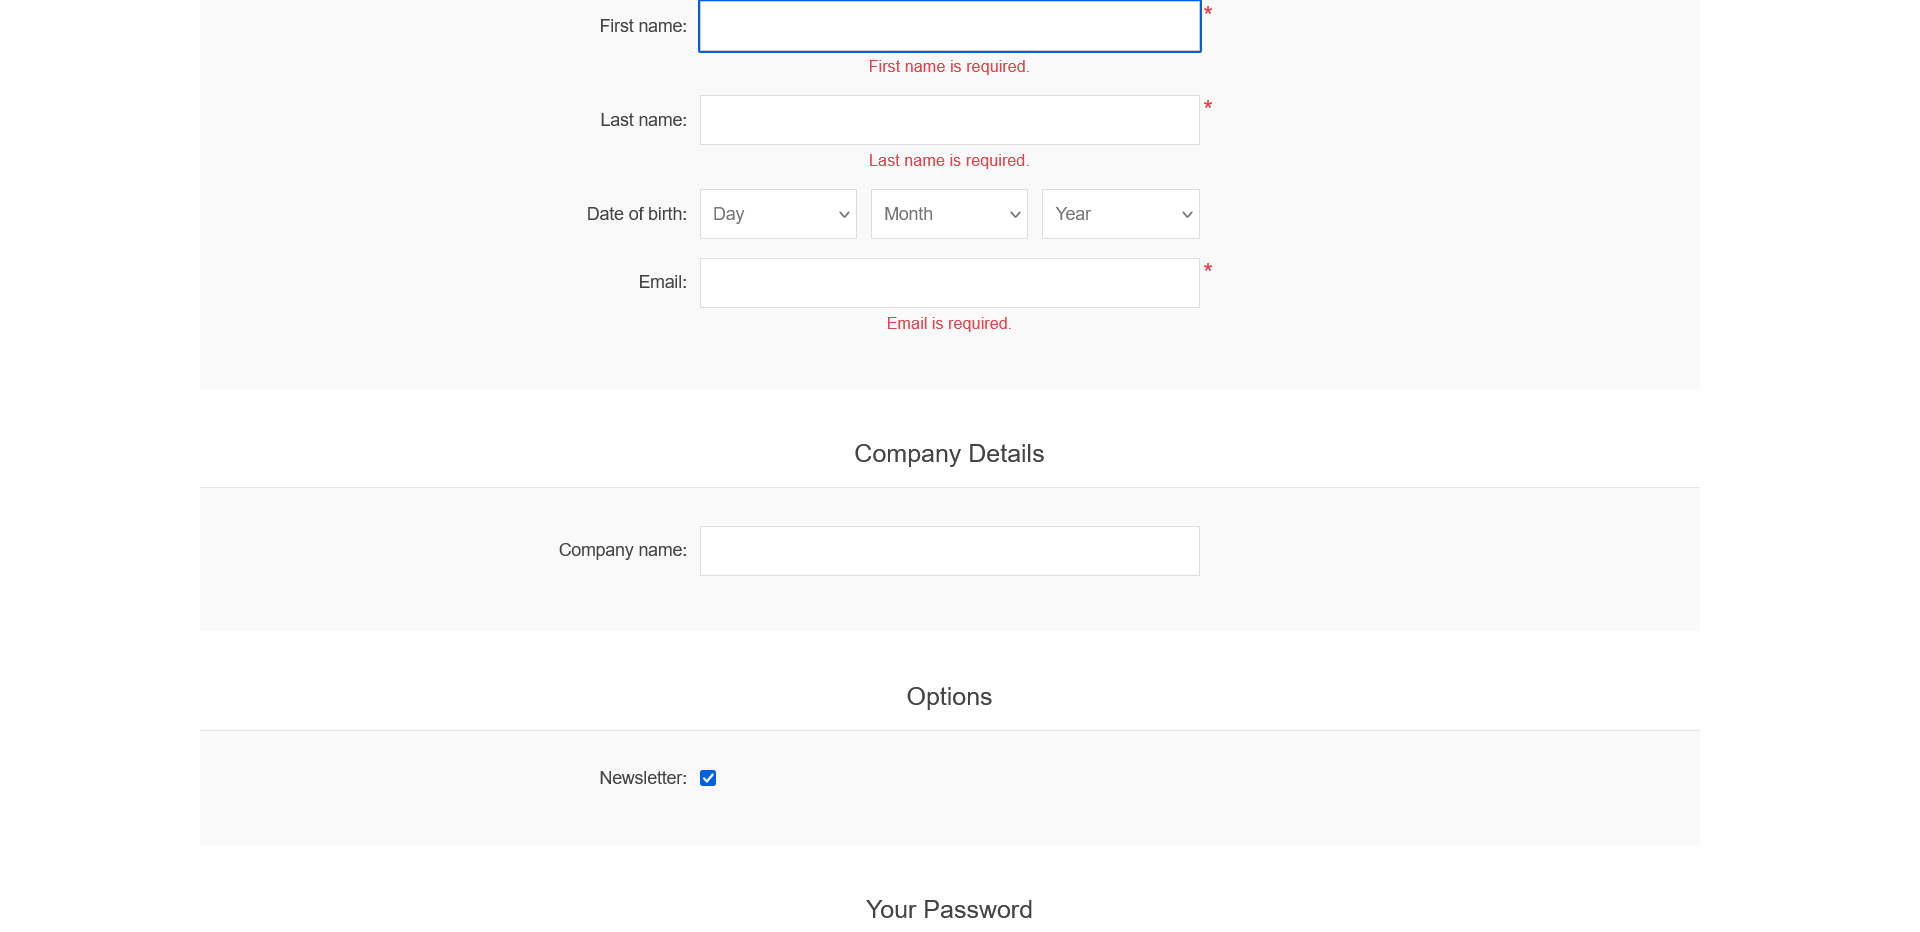 First name: *
First name is required.
Last name: *
Last name is required.
Date of birth: Day Month Year
Email: *
Email is required.
Company Details
Company name:
Options
Newsletter:
Your Password